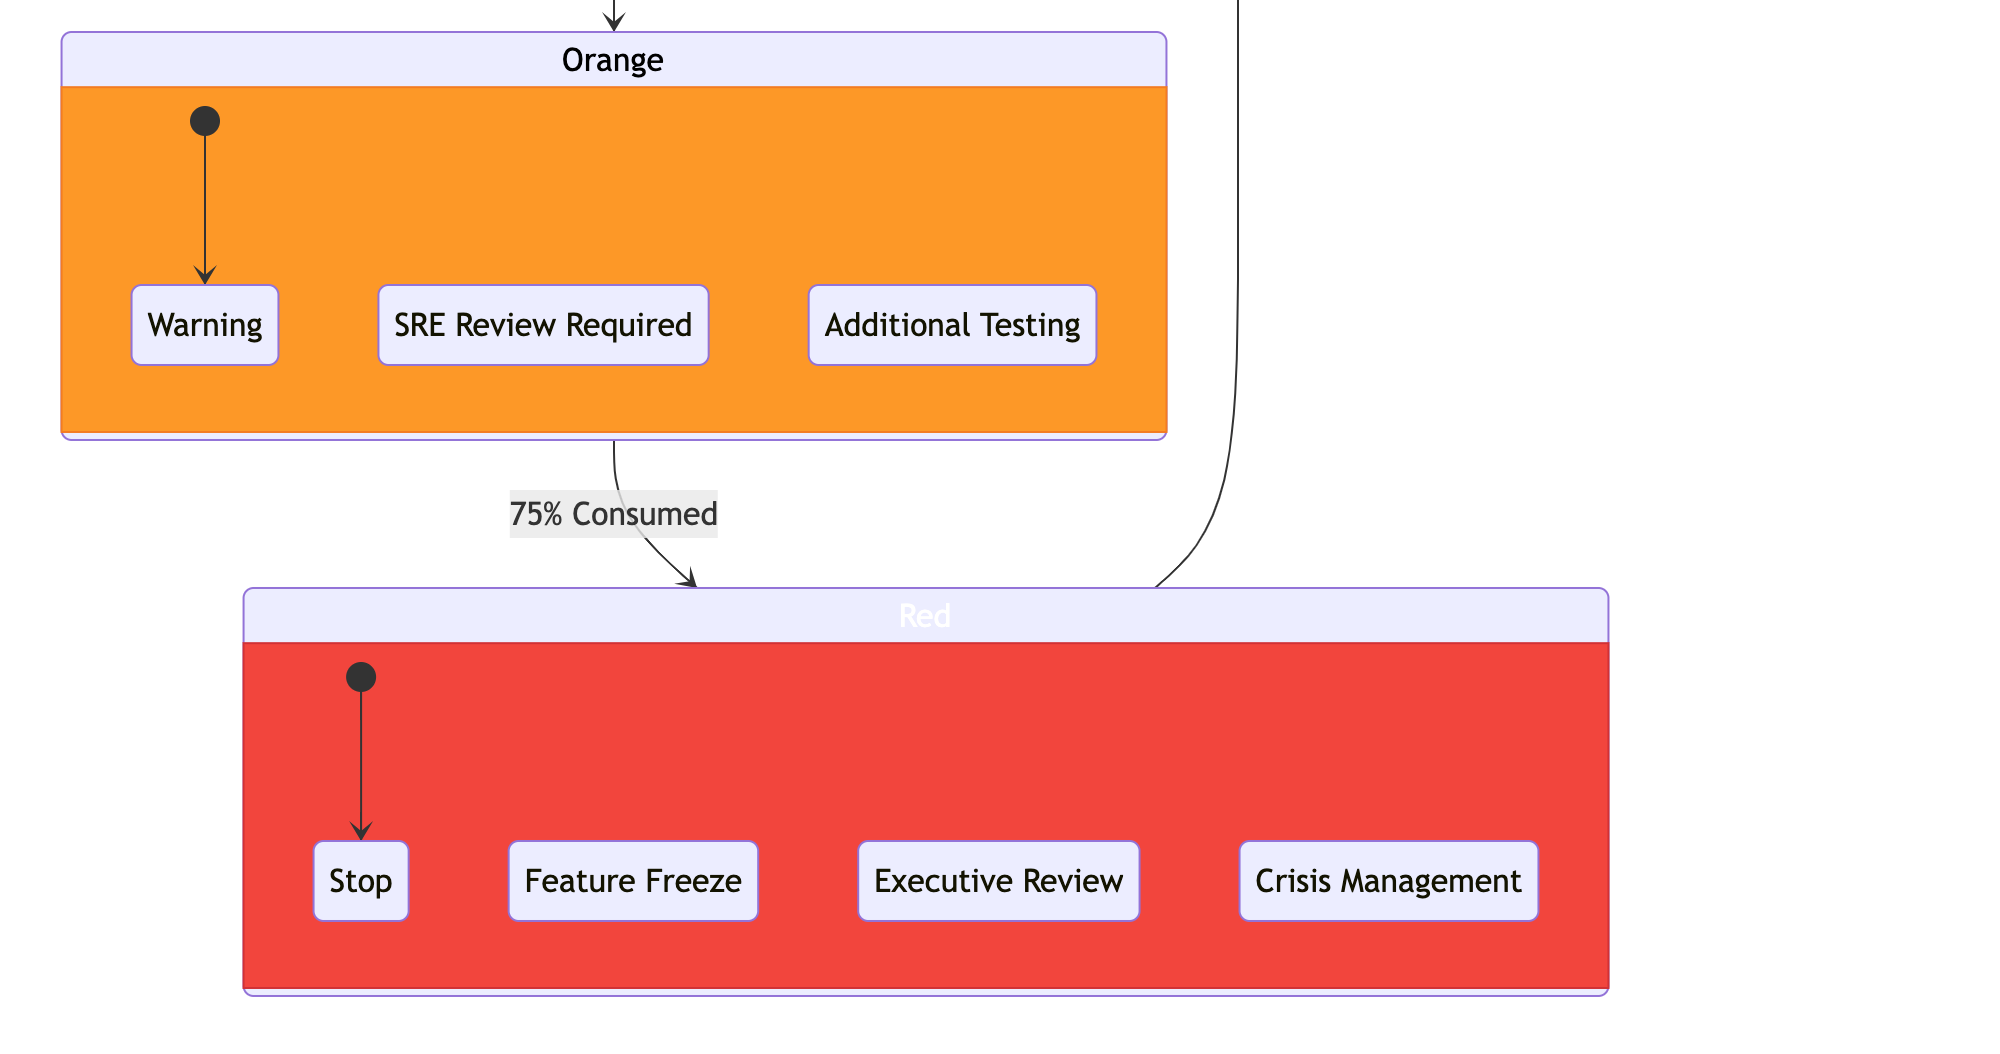 Orange
Warning
SRE Review Required
Additional Testing
75% Consumed
Red
Stop
Feature Freeze
Executive Review
Crisis Management